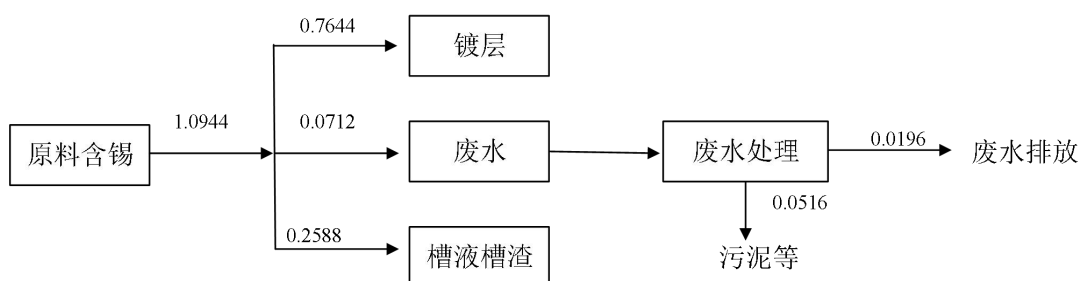 0.7644
镀层
1.0944
0.0712
原料含锡
废水
废水处理
0.0196
废水排放
0.0516
0.2588
槽液槽渣
污泥等